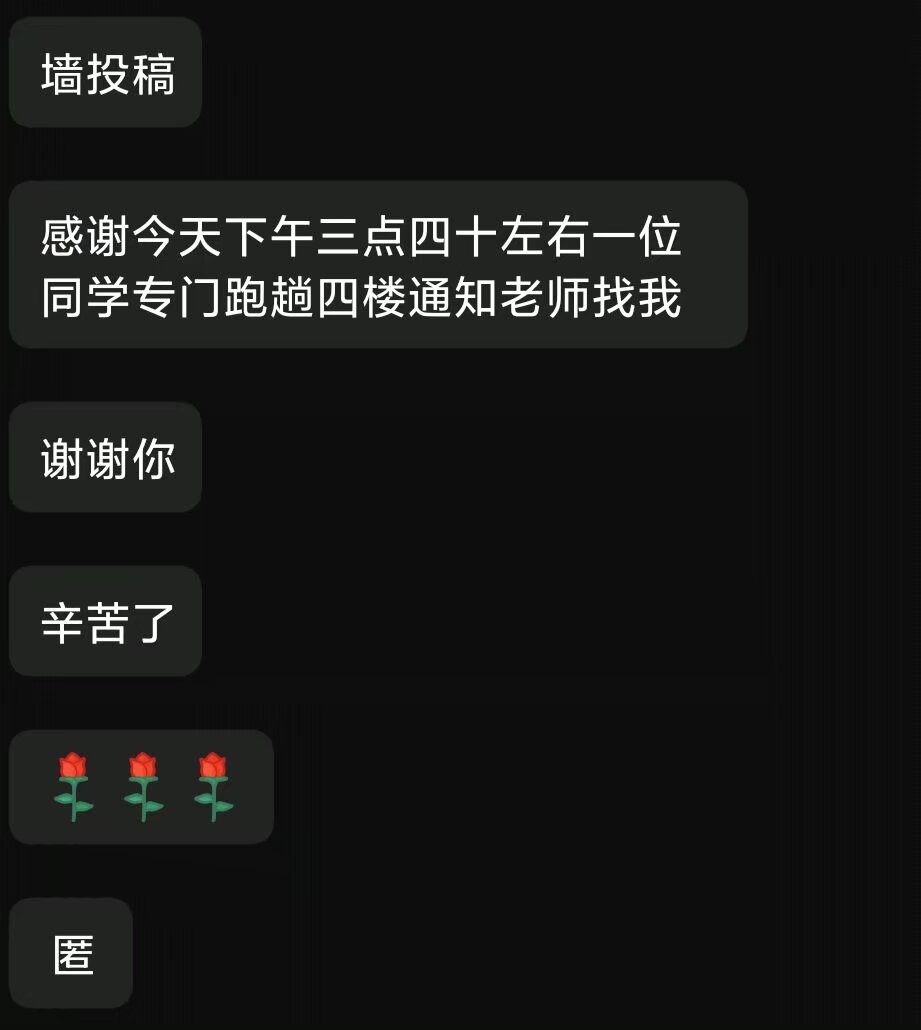 墙投稿
感谢今天下午三点四十左右一位
同学专门跑趟四楼通知老师找我
谢谢你
辛苦了
🌹🌹🌹
匿